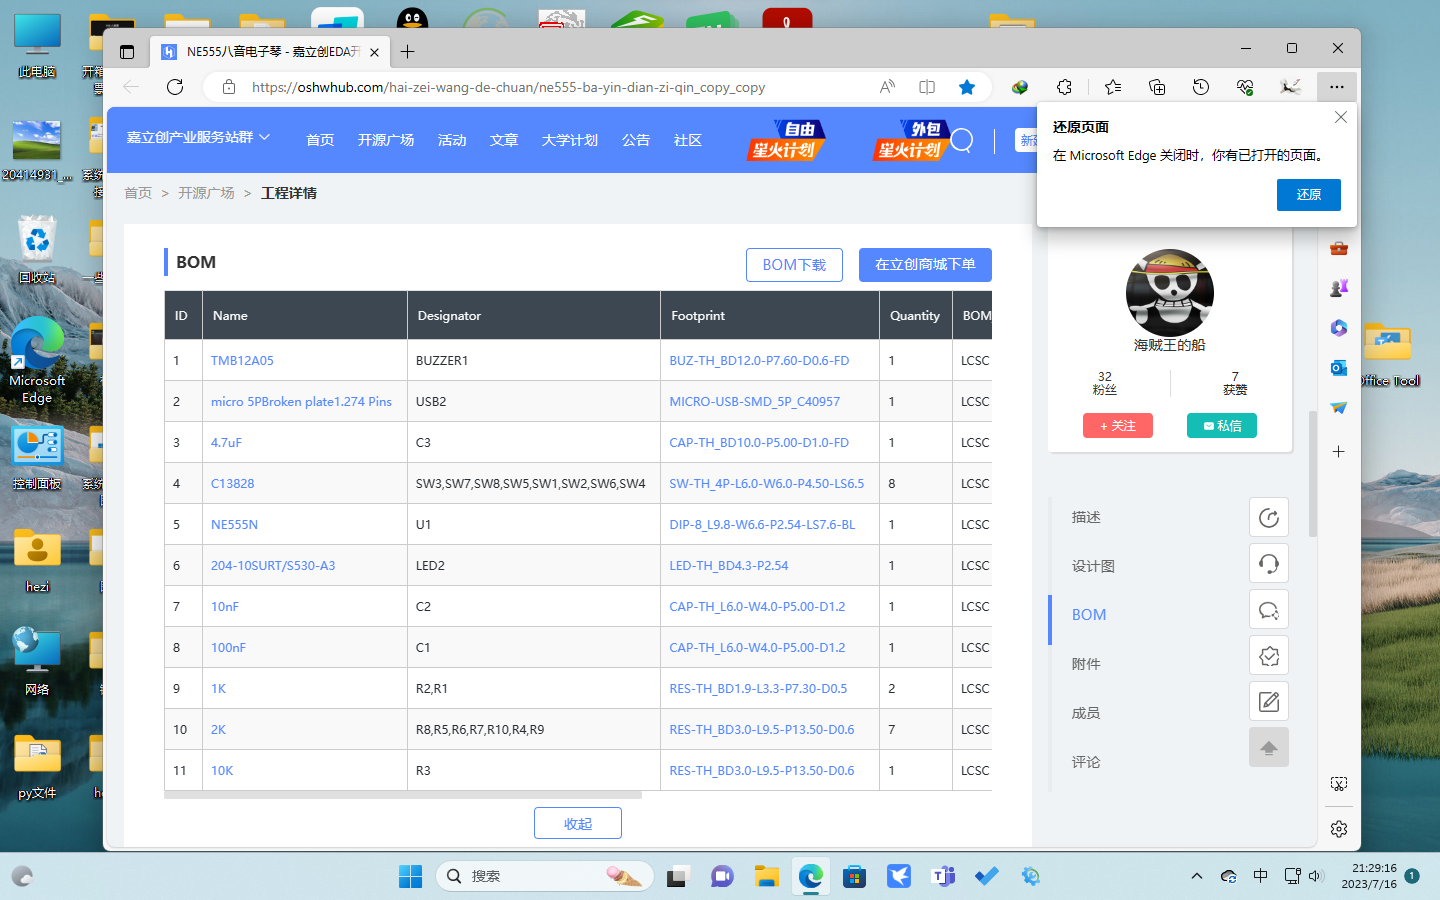 此电脑
20414931_...
回收站
Microsoft
Edge
控制面板
hezi
网络
py文件
Office Tool
NE555八音电子琴 - 嘉立创EDA开
https://oshwhub.com/hai-zei-wang-de-chuan/ne555-ba-yin-dian-zi-qin_copy_copy
嘉立创产业服务站群
首页
开源广场
活动
文章
大学计划
公告
社区
自由
星火计划
外包
星火计划
还原页面
在 Microsoft Edge 关闭时，你有已打开的页面。
还原
首页 > 开源广场 > 工程详情
BOM
BOM下载
在立创商城下单
ID Name Designator Footprint Quantity BOM
1 TMB12A05 BUZZER1 BUZ-TH_BD12.0-P7.60-D0.6-FD 1 LCSC
2 micro 5PBroken plate1.274 Pins USB2 MICRO-USB-SMD_5P_C40957 1 LCSC
3 4.7uF C3 CAP-TH_BD10.0-P5.00-D1.0-FD 1 LCSC
4 C13828 SW3,SW7,SW8,SW5,SW1,SW2,SW6,SW4 SW-TH_4P-L6.0-W6.0-P4.50-LS6.5 8 LCSC
5 NE555N U1 DIP-8_L9.8-W6.6-P2.54-LS7.6-BL 1 LCSC
6 204-10SURT/S530-A3 LED2 LED-TH_BD4.3-P2.54 1 LCSC
7 10nF C2 CAP-TH_L6.0-W4.0-P5.00-D1.2 1 LCSC
8 100nF C1 CAP-TH_L6.0-W4.0-P5.00-D1.2 1 LCSC
9 1K R2,R1 RES-TH_BD1.9-L3.3-P7.30-D0.5 2 LCSC
10 2K R8,R5,R6,R7,R10,R4,R9 RES-TH_BD3.0-L9.5-P13.50-D0.6 7 LCSC
11 10K R3 RES-TH_BD3.0-L9.5-P13.50-D0.6 1 LCSC
收起
海贼王的船
32
粉丝
7
获赞
+ 关注
私信
描述
设计图
BOM
附件
成员
评论
搜索
中
21:29:16
2023/7/16
1